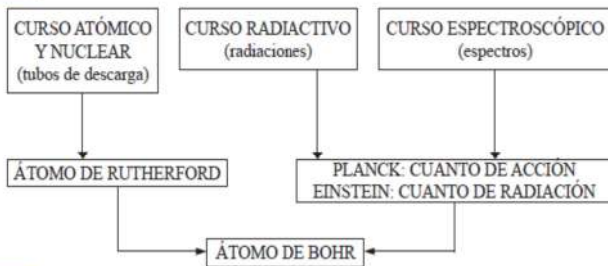 CURSO ATÓMICO
Y NUCLEAR
(tubos de descarga)
CURSO RADIACTIVO
(radiaciones)
CURSO ESPECTROSCÓPICO
(espectros)
ÁTOMO DE RUTHERFORD
PLANCK: CUANTO DE ACCIÓN
EINSTEIN: CUANTO DE RADIACIÓN
ÁTOMO DE BOHR